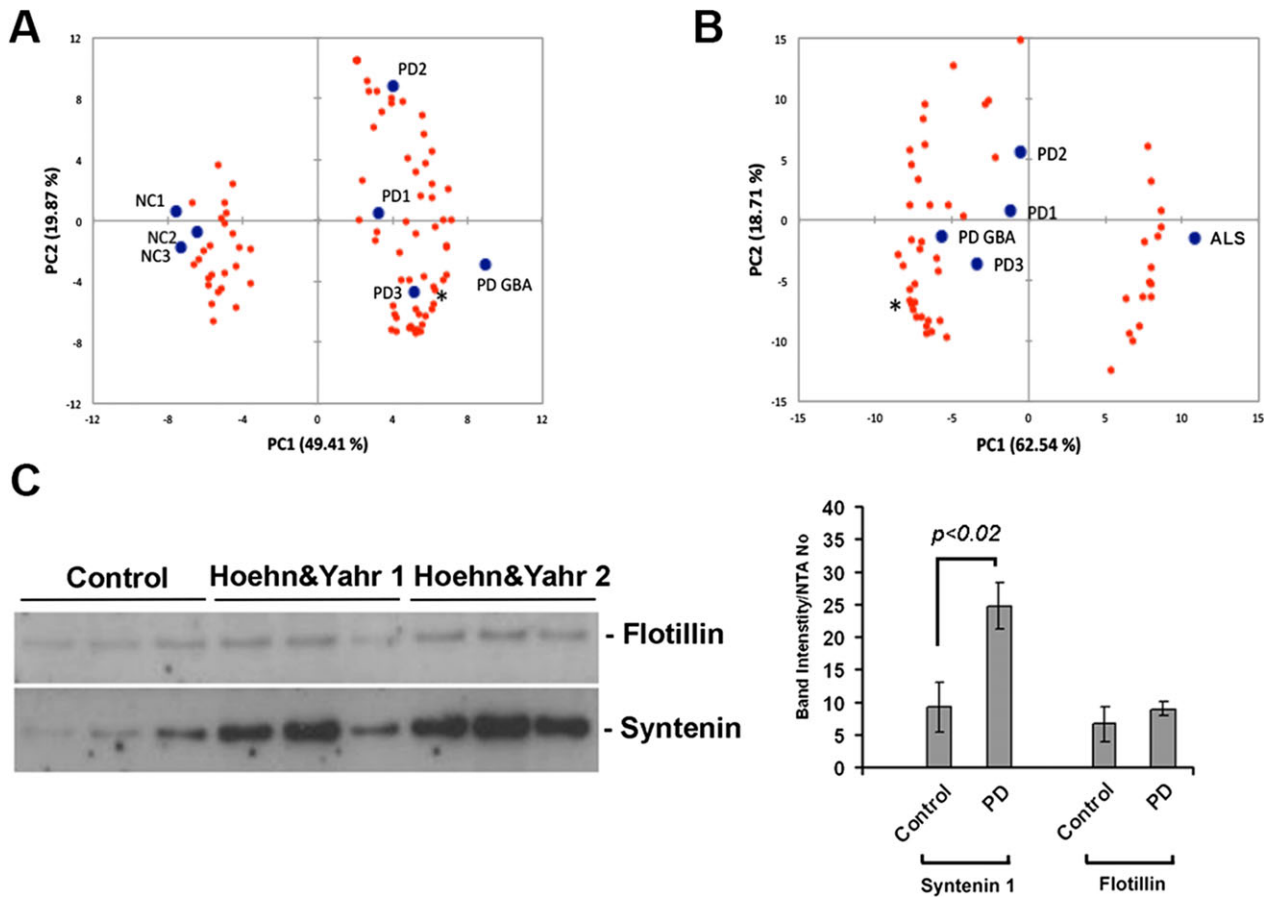 A
12
8
4
0
-4
-8
-12
-12
-8
-4
0
4
8
12
PC2 (19.87 %)
PC1 (49.41 %)
NC1
NC2
NC3
PD2
PD1
PD GBA
PD3
*
B
15
10
5
0
-5
-10
-15
-15
-10
-5
0
5
10
15
PC2 (18.71 %)
PC1 (62.54 %)
PD2
PD1
PD GBA
PD3
ALS
*
C
Control Hoehn&Yahr 1 Hoehn&Yahr 2
- Flotillin
- Syntenin
40
35
30
25
20
15
10
5
0
Band Intenstity/NTA No
p<0.02
Control
PD
Control
PD
Syntenin 1
Flotillin